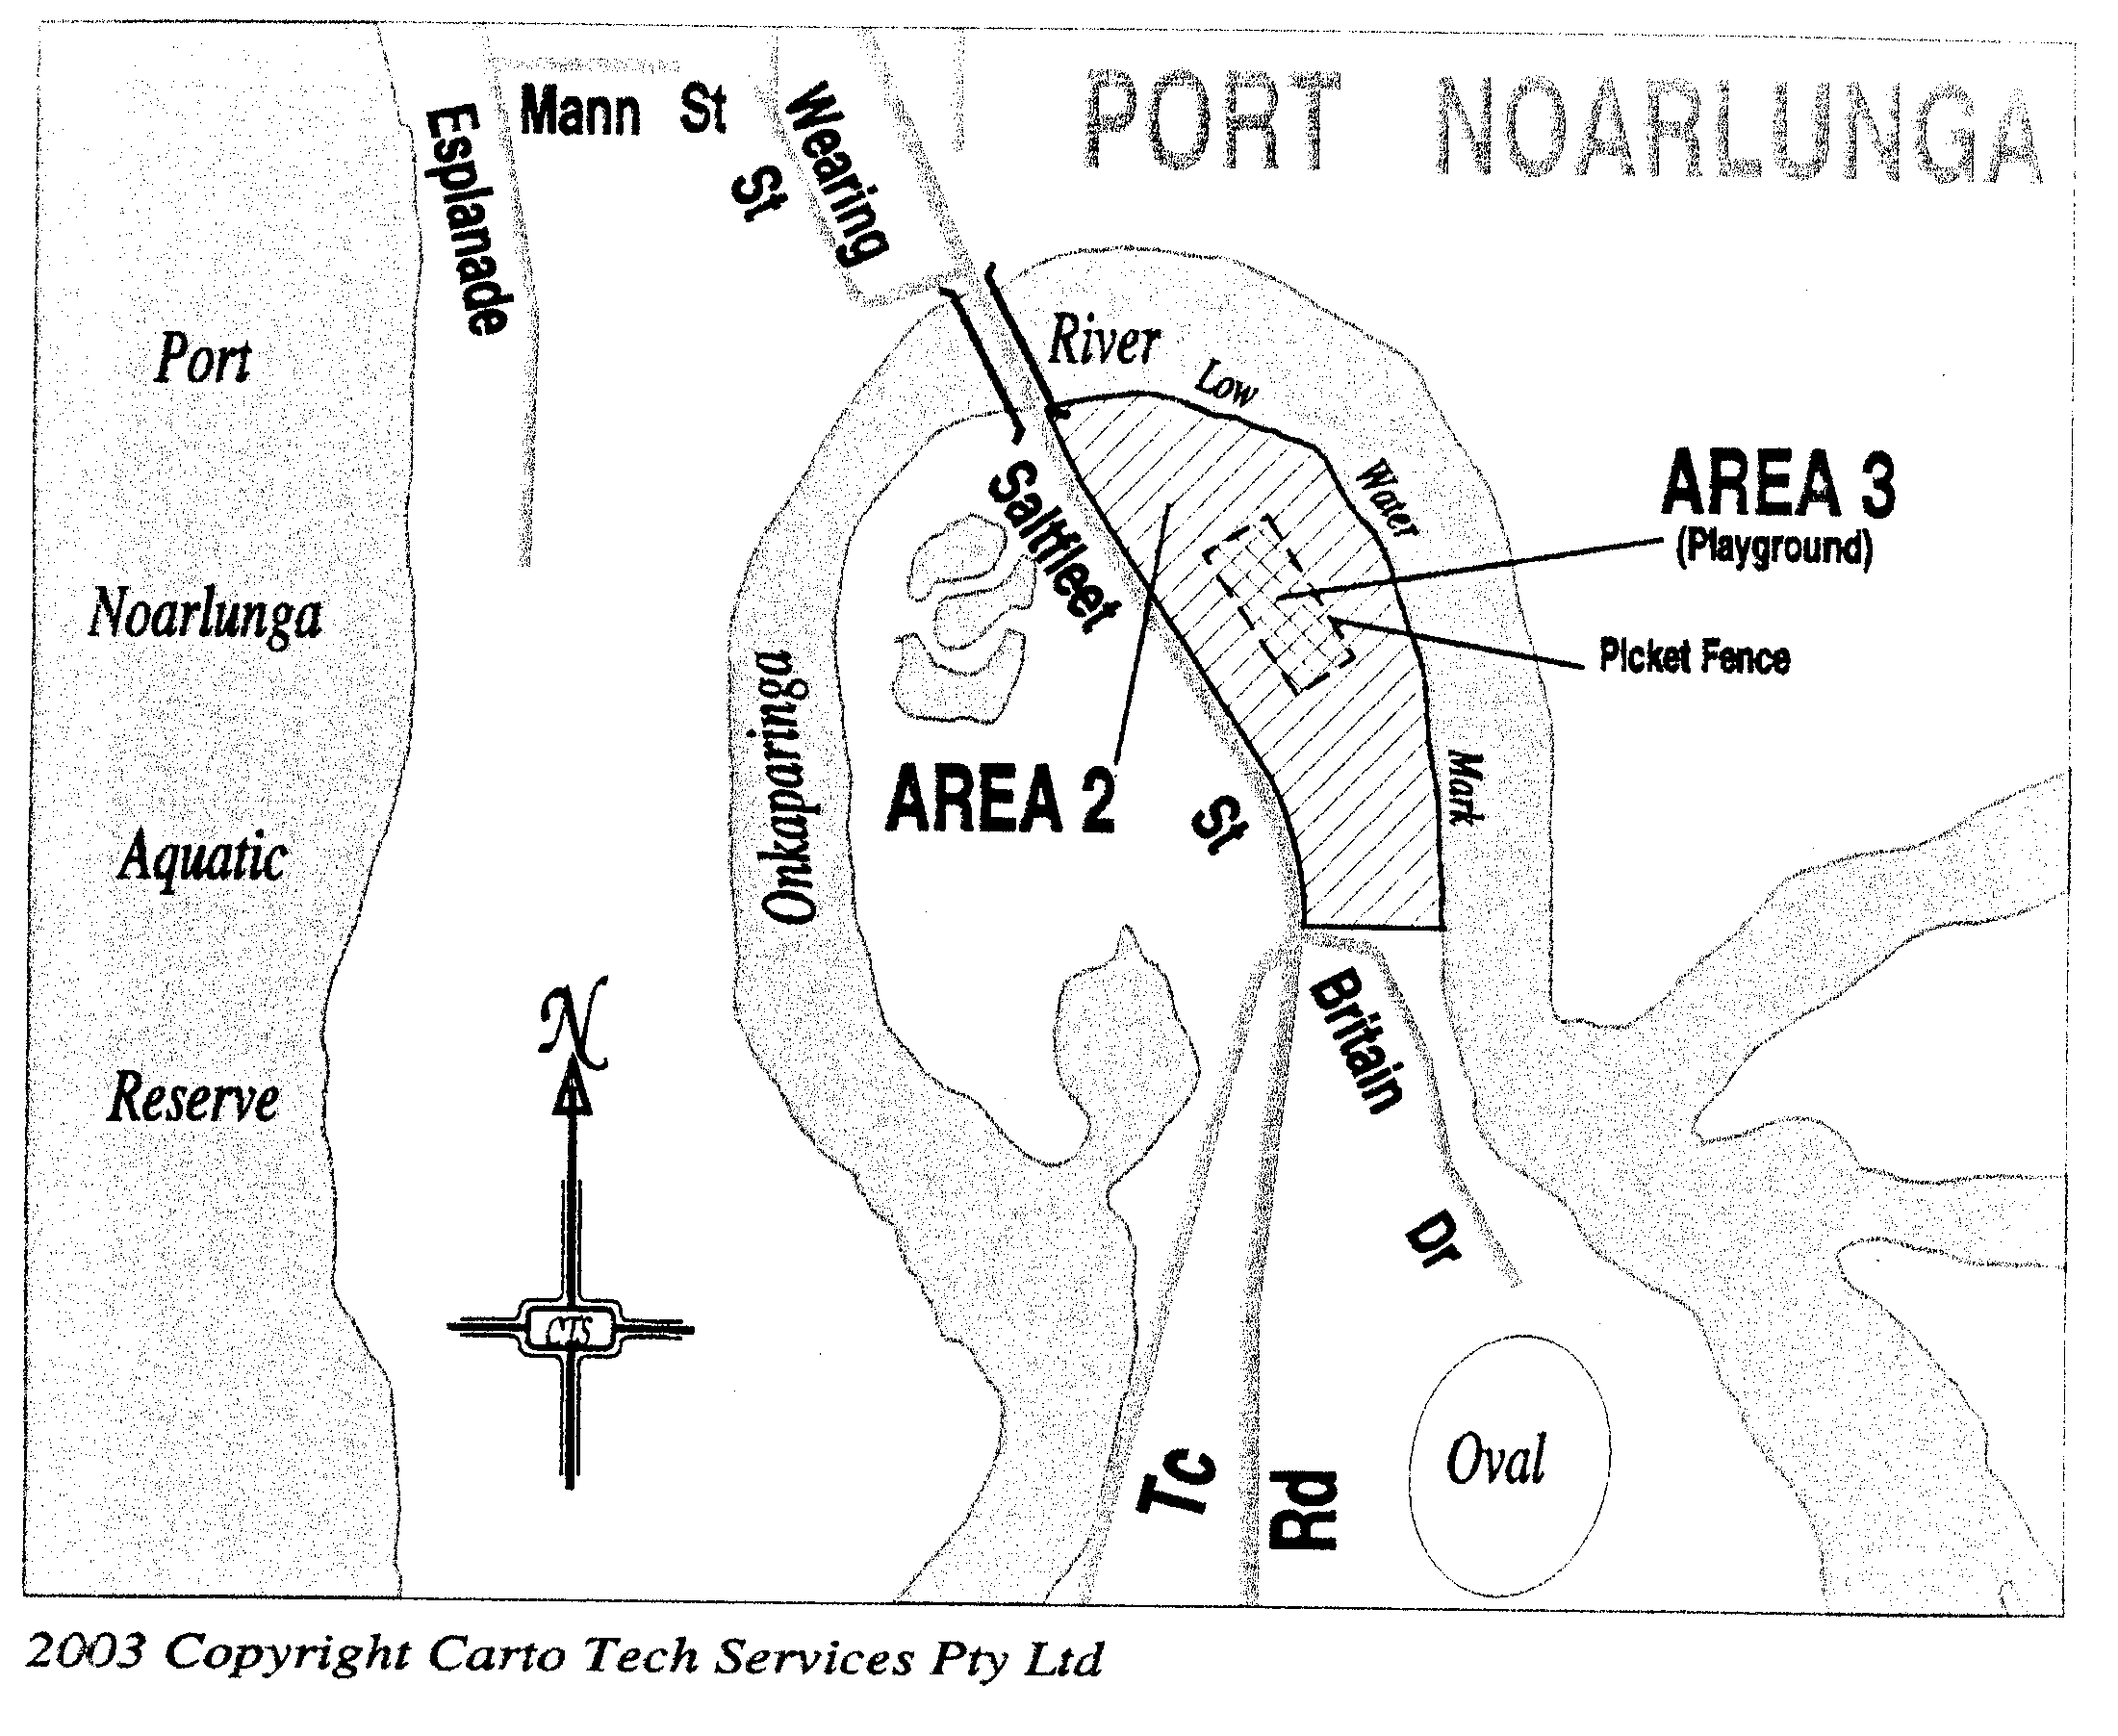 PORT NOARLUNGA
Mann St
Esplanade
Wearing
St
River
Low
Water
Mark
Port
Noarlunga
Aquatic
Reserve
AREA 3
(Playground)
Picket Fence
Saltfleet
St
AREA 2
Onkaparinga
N
CTS
Britain
Dr
Tc
Rd
Oval
2003 Copyright Carto Tech Services Pty Ltd